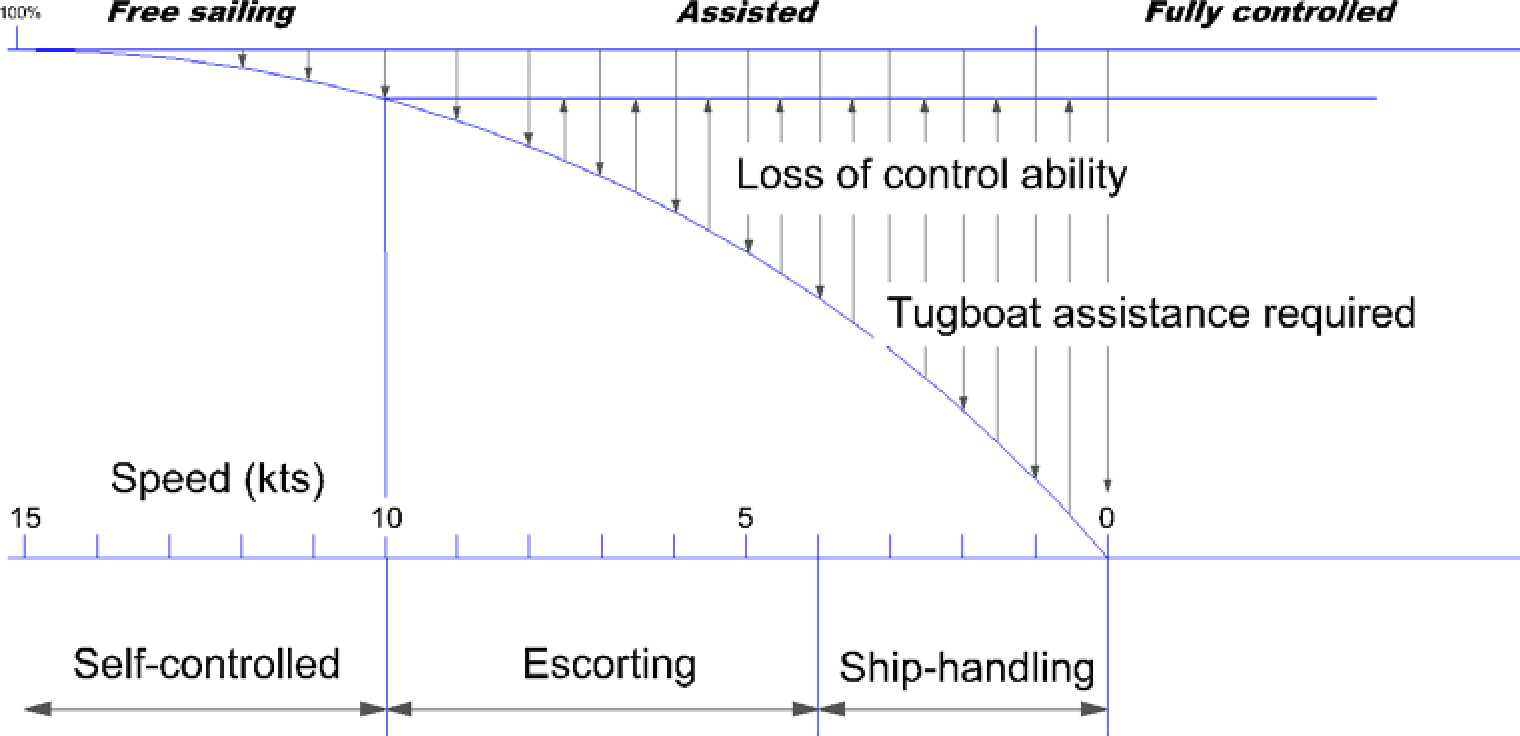 100%
Free sailing
Assisted
Fully controlled
Loss of control ability
Tugboat assistance required
Speed (kts)
15
10
5
0
Self-controlled
Escorting
Ship-handling